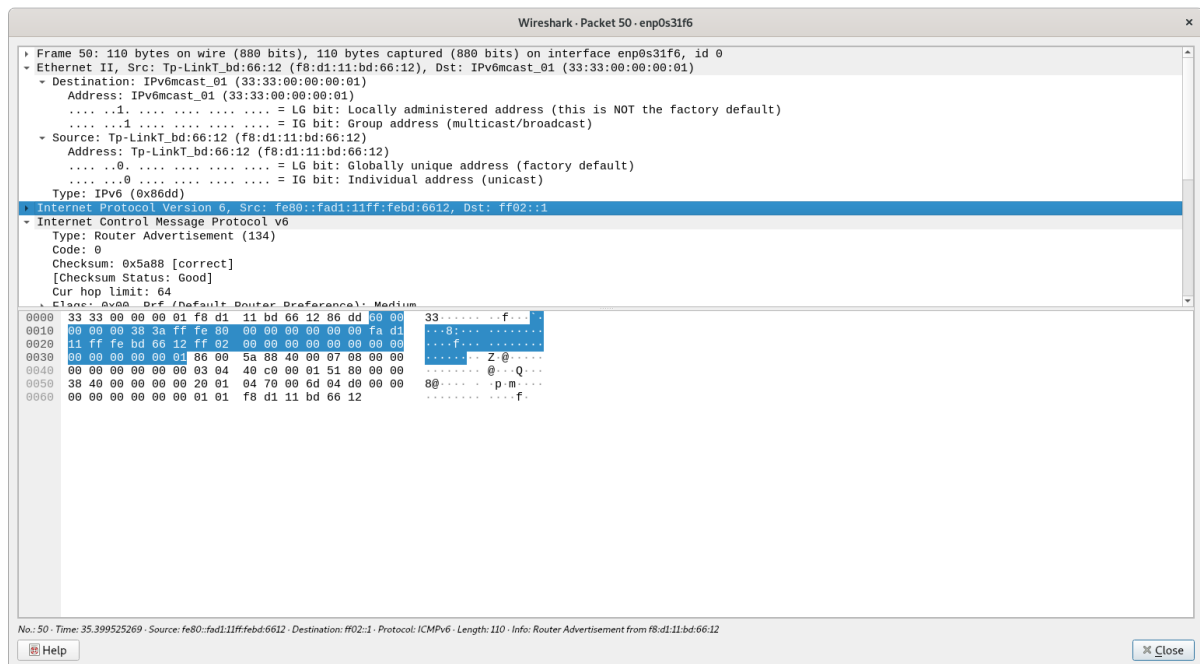 Wireshark · Packet 50 · enp0s31f6
Frame 50: 110 bytes on wire (880 bits), 110 bytes captured (880 bits) on interface enp0s31f6, id 0
Ethernet II, Src: Tp-LinkT_bd:66:12 (f8:d1:11:bd:66:12), Dst: IPv6mcast_01 (33:33:00:00:00:01)
Destination: IPv6mcast_01 (33:33:00:00:00:01)
Address: IPv6mcast_01 (33:33:00:00:00:01)
.... ..1. .... .... .... .... = LG bit: Locally administered address (this is NOT the factory default)
.... ...1 .... .... .... .... = IG bit: Group address (multicast/broadcast)
Source: Tp-LinkT_bd:66:12 (f8:d1:11:bd:66:12)
Address: Tp-LinkT_bd:66:12 (f8:d1:11:bd:66:12)
.... ..0. .... .... .... .... = LG bit: Globally unique address (factory default)
.... ...0 .... .... .... .... = IG bit: Individual address (unicast)
Type: IPv6 (0x86dd)
Internet Protocol Version 6, Src: fe80::fad1:11ff:febd:6612, Dst: ff02::1
Internet Control Message Protocol v6
Type: Router Advertisement (134)
Code: 0
Checksum: 0x5a88 [correct]
[Checksum Status: Good]
Cur hop limit: 64
Flags: 0x00, Prf (Default Router Preference): Medium
0000 33 33 00 00 00 01 f8 d1 11 bd 66 12 86 dd 60 00 33······ ··f···`·
0010 00 00 00 38 3a ff fe 80 00 00 00 00 00 00 fa d1 ···8:··· ········
0020 11 ff fe bd 66 12 ff 02 00 00 00 00 00 00 00 00 ····f··· ········
0030 00 00 00 00 00 01 86 00 5a 88 40 00 07 08 00 00 ········ Z·@·····
0040 00 00 00 00 00 00 03 04 40 c0 00 01 51 80 00 00 ········ @···Q···
0050 38 40 00 00 00 00 20 01 04 70 00 6d 04 d0 00 00 8@···· · ·p·m····
0060 00 00 00 00 00 00 01 01 f8 d1 11 bd 66 12 ········ ····f·
No.: 50 · Time: 35.399525269 · Source: fe80::fad1:11ff:febd:6612 · Destination: ff02::1 · Protocol: ICMPv6 · Length: 110 · Info: Router Advertisement from f8:d1:11:bd:66:12
Help
Close